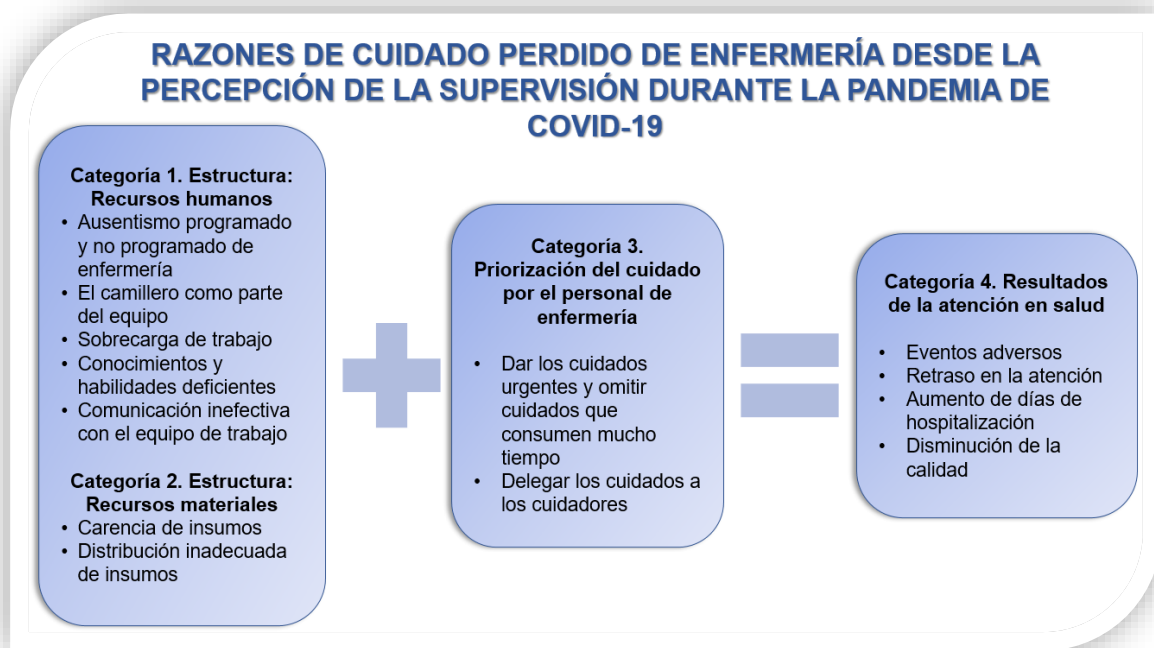 RAZONES DE CUIDADO PERDIDO DE ENFERMERÍA DESDE LA
PERCEPCIÓN DE LA SUPERVISIÓN DURANTE LA PANDEMIA DE
COVID-19
Categoría 1. Estructura:
Recursos humanos
• Ausentismo programado
y no programado de
enfermería
• El camillero como parte
del equipo
• Sobrecarga de trabajo
• Conocimientos y
habilidades deficientes
• Comunicación inefectiva
con el equipo de trabajo
Categoría 2. Estructura:
Recursos materiales
• Carencia de insumos
• Distribución inadecuada
de insumos
Categoría 3.
Priorización del cuidado
por el personal de
enfermería
• Dar los cuidados
urgentes y omitir
cuidados que
consumen mucho
tiempo
• Delegar los cuidados a
los cuidadores
Categoría 4. Resultados
de la atención en salud
• Eventos adversos
• Retraso en la atención
• Aumento de días de
hospitalización
• Disminución de la
calidad